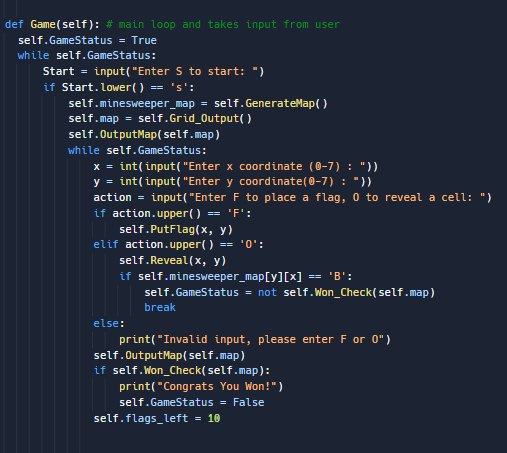 def Game(self): # main loop and takes input from user
  self.GameStatus = True
  while self.GameStatus:
      Start = input("Enter S to start: ")
      if Start.lower() == 's':
          self.minesweeper_map = self.GenerateMap()
          self.map = self.Grid_Output()
          self.OutputMap(self.map)
          while self.GameStatus:
              x = int(input("Enter x coordinate (0-7) : "))
              y = int(input("Enter y coordinate(0-7) : "))
              action = input("Enter F to place a flag, O to reveal a cell: ")
              if action.upper() == 'F':
                  self.PutFlag(x, y)
              elif action.upper() == 'O':
                  self.Reveal(x, y)
                  if self.minesweeper_map[y][x] == 'B':
                      self.GameStatus = not self.Won_Check(self.map)
                      break
              else:
                  print("Invalid input, please enter F or O")
              self.OutputMap(self.map)
              if self.Won_Check(self.map):
                  print("Congrats You Won!")
                  self.GameStatus = False
              self.flags_left = 10